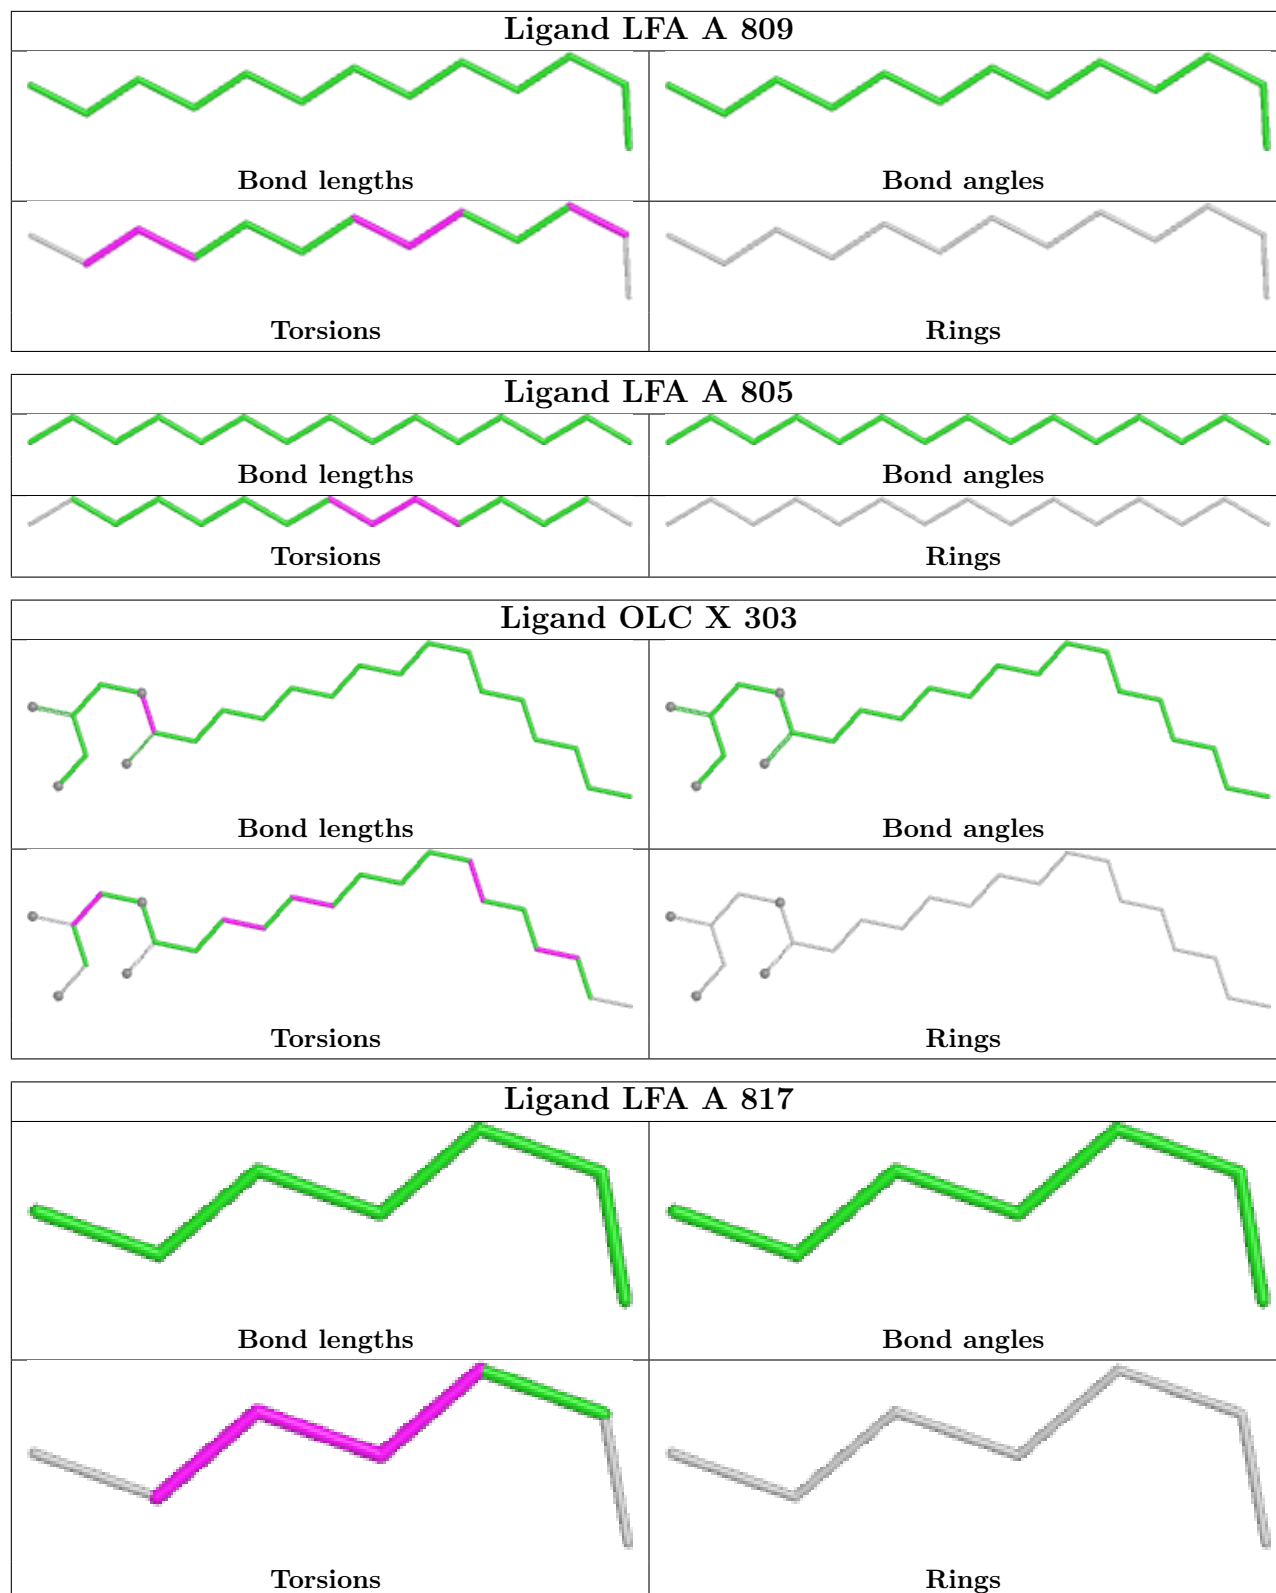 Ligand LFA A 809
Bond lengths
Bond angles
Torsions
Rings
Ligand LFA A 805
Bond lengths
Bond angles
Torsions
Rings
Ligand OLC X 303
Bond lengths
Bond angles
Torsions
Rings
Ligand LFA A 817
Bond lengths
Bond angles
Torsions
Rings